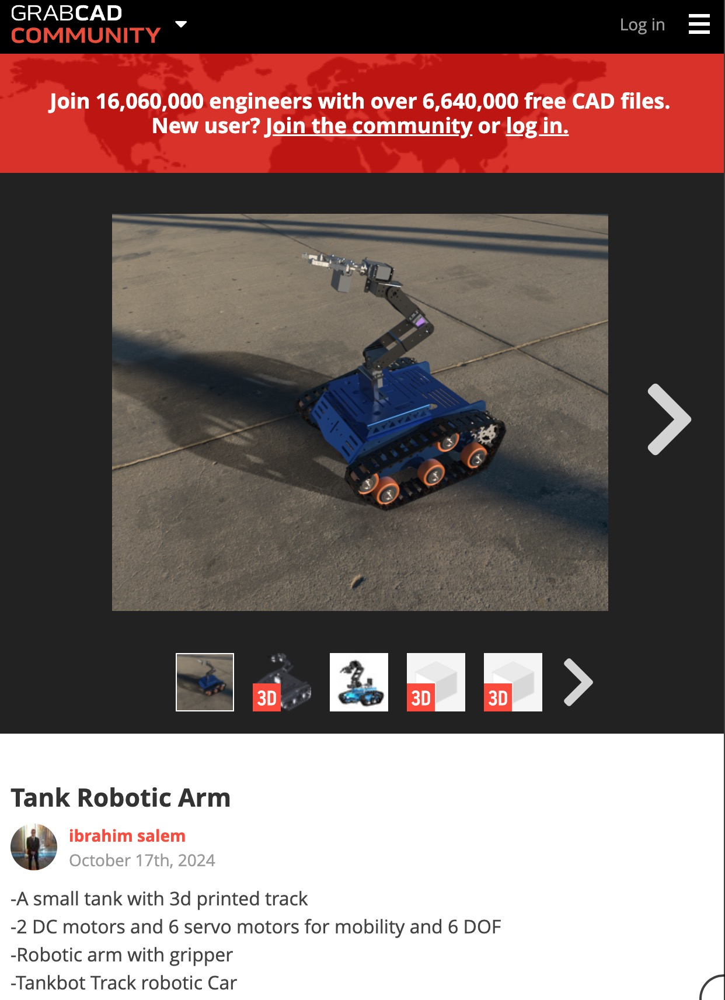 GRABCAD
COMMUNITY
Log in
Join 16,060,000 engineers with over 6,640,000 free CAD files.
New user? Join the community or log in.
3D
3D
3D
Tank Robotic Arm
ibrahim salem
October 17th, 2024
-A small tank with 3d printed track
-2 DC motors and 6 servo motors for mobility and 6 DOF
-Robotic arm with gripper
-Tankbot Track robotic Car